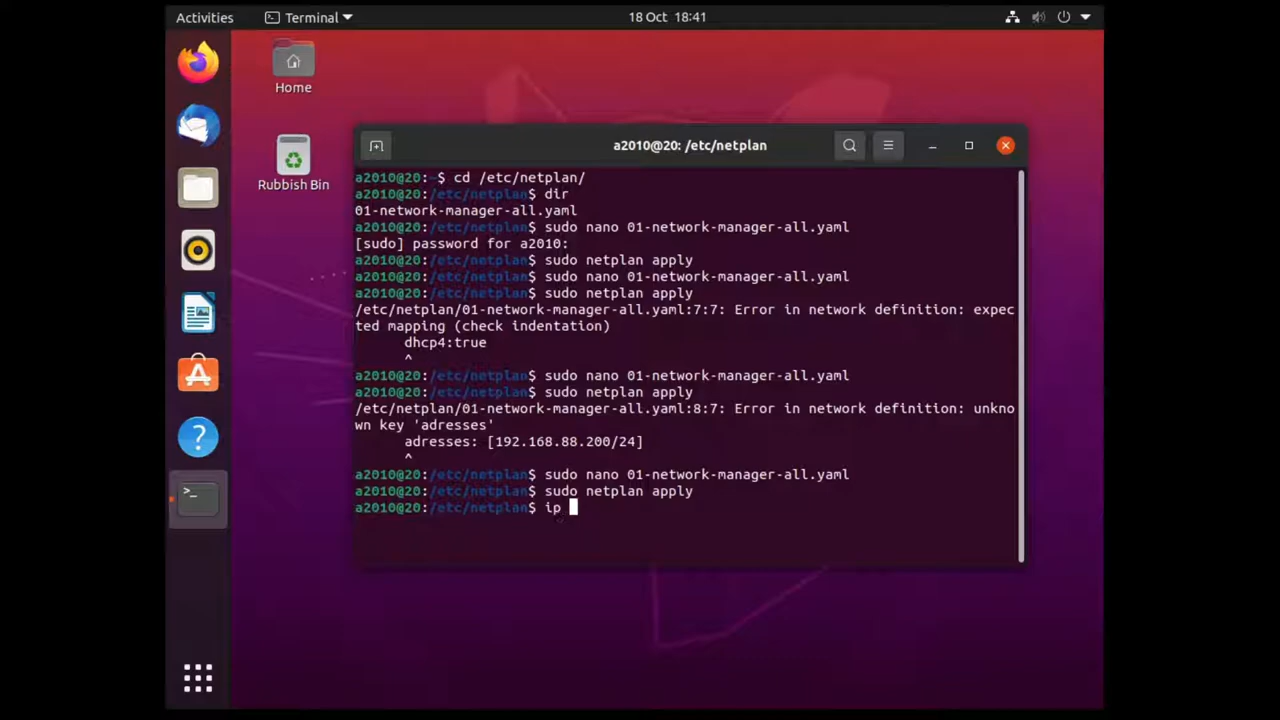 Activities Terminal 18 Oct 18:41
Home
Rubbish Bin
a2010@20: /etc/netplan
a2010@20:~$ cd /etc/netplan/
a2010@20:/etc/netplan$ dir
01-network-manager-all.yaml
a2010@20:/etc/netplan$ sudo nano 01-network-manager-all.yaml
[sudo] password for a2010:
a2010@20:/etc/netplan$ sudo netplan apply
a2010@20:/etc/netplan$ sudo nano 01-network-manager-all.yaml
a2010@20:/etc/netplan$ sudo netplan apply
/etc/netplan/01-network-manager-all.yaml:7:7: Error in network definition: expec
ted mapping (check indentation)
dhcp4:true
^
a2010@20:/etc/netplan$ sudo nano 01-network-manager-all.yaml
a2010@20:/etc/netplan$ sudo netplan apply
/etc/netplan/01-network-manager-all.yaml:8:7: Error in network definition: unkno
wn key 'adresses'
adresses: [192.168.88.200/24]
^
a2010@20:/etc/netplan$ sudo nano 01-network-manager-all.yaml
a2010@20:/etc/netplan$ sudo netplan apply
a2010@20:/etc/netplan$ ip